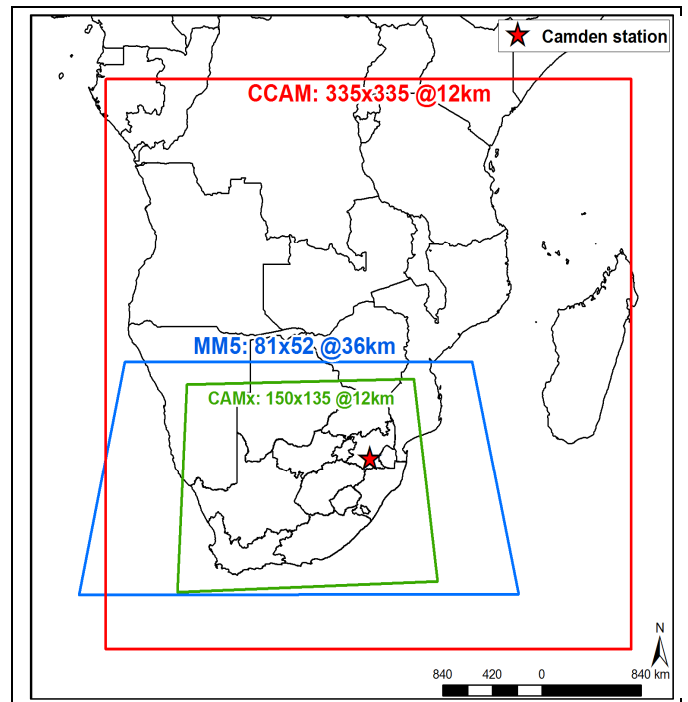 Camden station
CCAM: 335x335 @12km
MM5: 81x52 @36km
CAMx: 150x135 @12km
N
840 420 0 840 km